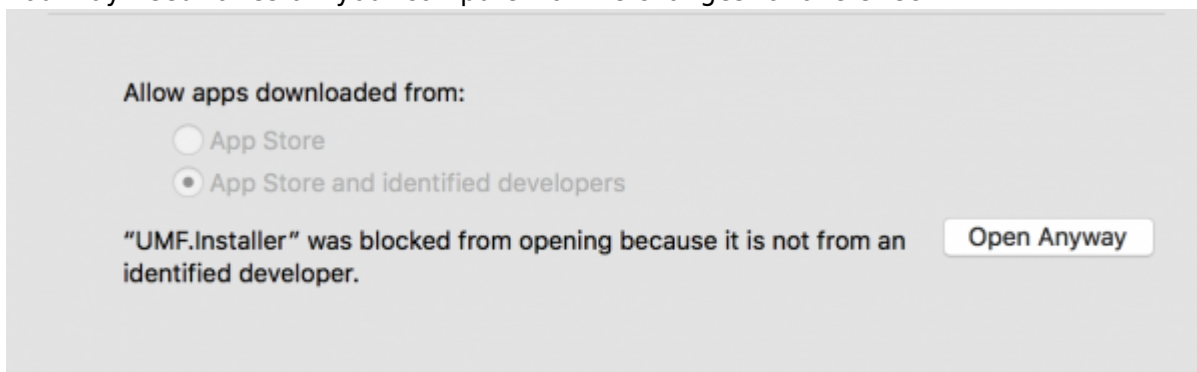 Allow apps downloaded from:
App Store
App Store and identified developers
“UMF.Installer” was blocked from opening because it is not from an
Open Anyway
identified developer.